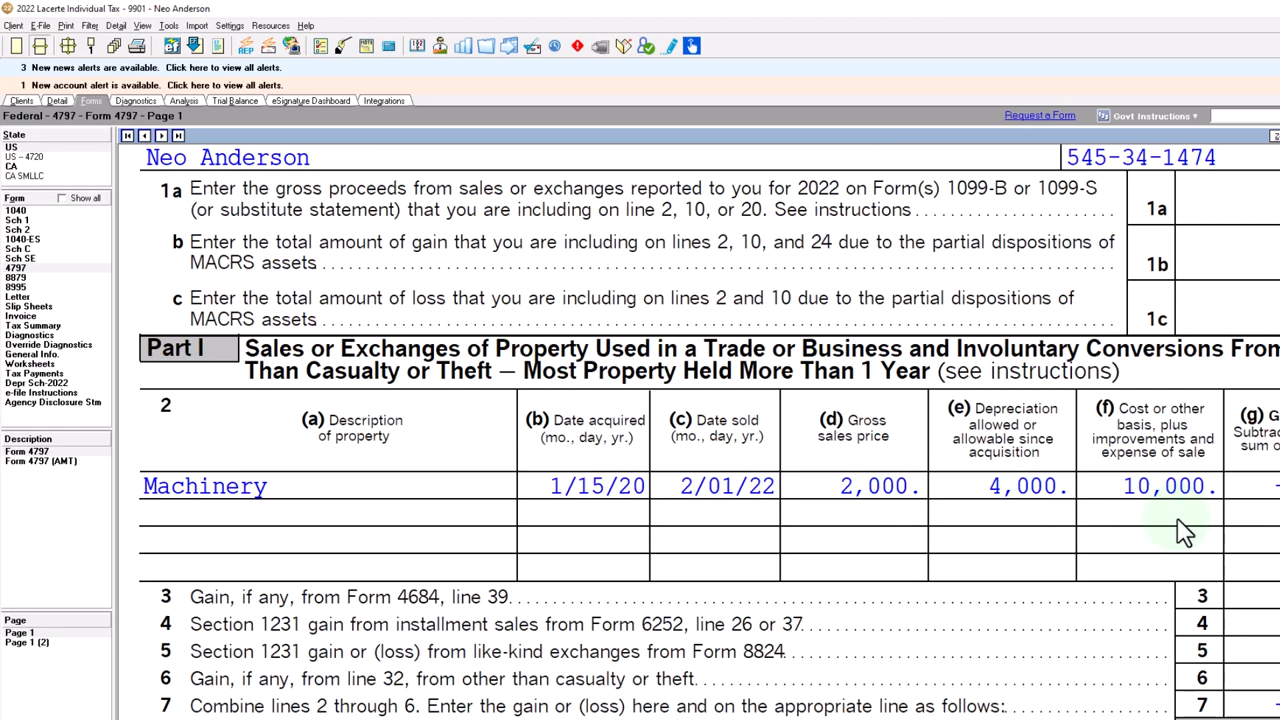 2022 Lacerte Individual Tax - 9901 - Neo Anderson
Client E-File Print Filter Detail View Tools Import Settings Resources Help
3 New news alerts are available. Click here to view all alerts.
1 New account alert is available. Click here to view all alerts.
Clients Detail Forms Diagnostics Analysis Trial Balance eSignature Dashboard Integrations
Federal - 4797 - Form 4797 - Page 1 Request a Form Govt Instructions
State
US
US -- 4720
CA
CA SMLLC
Form Show all
1040
Sch 1
Sch 2
1040-ES
Sch C
Sch SE
4797
8879
8995
Letter
Slip Sheets
Invoice
Tax Summary
Diagnostics
Override Diagnostics
General Info.
Worksheets
Tax Payments
Depr Sch-2022
e-file Instructions
Agency Disclosure Stm
Description
Form 4797
Form 4797 (AMT)
Page
Page 1
Page 1 (2)
Neo Anderson 545-34-1474
1a Enter the gross proceeds from sales or exchanges reported to you for 2022 on Form(s) 1099-B or 1099-S
(or substitute statement) that you are including on line 2, 10, or 20. See instructions 1a
b Enter the total amount of gain that you are including on lines 2, 10, and 24 due to the partial dispositions of
MACRS assets 1b
c Enter the total amount of loss that you are including on lines 2 and 10 due to the partial dispositions of
MACRS assets 1c
Part I Sales or Exchanges of Property Used in a Trade or Business and Involuntary Conversions From
Than Casualty or Theft – Most Property Held More Than 1 Year (see instructions)
2 (a) Description of property (b) Date acquired (mo., day, yr.) (c) Date sold (mo., day, yr.) (d) Gross sales price (e) Depreciation allowed or allowable since acquisition (f) Cost or other basis, plus improvements and expense of sale (g)
Machinery 1/15/20 2/01/22 2,000. 4,000. 10,000.
3 Gain, if any, from Form 4684, line 39 3
4 Section 1231 gain from installment sales from Form 6252, line 26 or 37 4
5 Section 1231 gain or (loss) from like-kind exchanges from Form 8824 5
6 Gain, if any, from line 32, from other than casualty or theft 6
7 Combine lines 2 through 6. Enter the gain or (loss) here and on the appropriate line as follows: 7